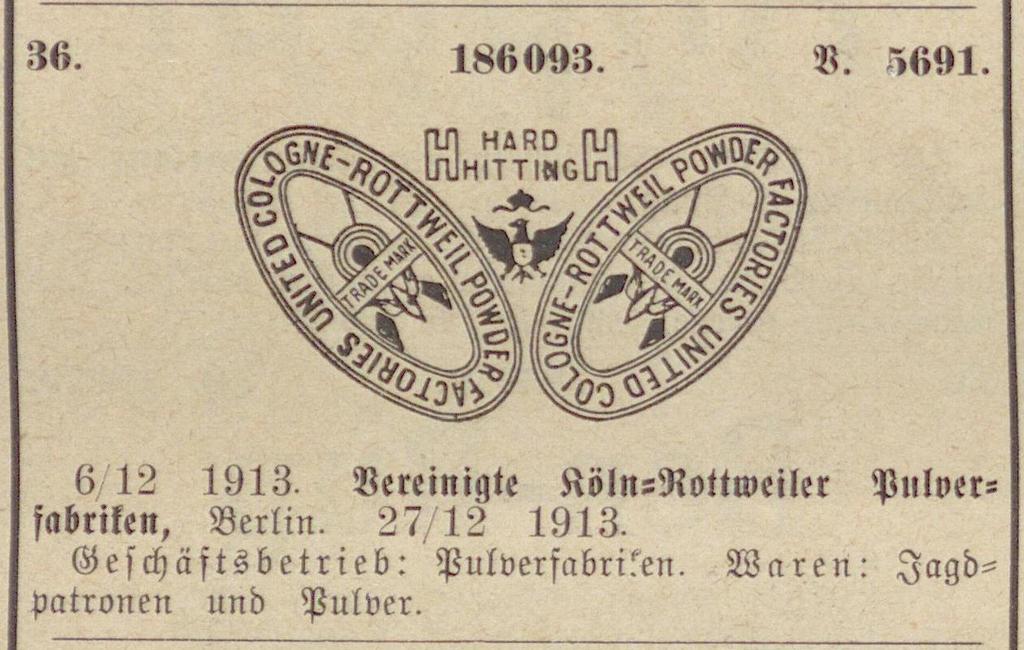 36. 186093. V. 5691.
H HARD H
HITTING
UNITED COLOGNE-ROTTWEIL POWDER FACTORIES
TRADE MARK
UNITED COLOGNE-ROTTWEIL POWDER FACTORIES
TRADE MARK
6/12 1913. Vereinigte Köln-Rottweiler Pulver-
fabriken, Berlin. 27/12 1913.
Geschäftsbetrieb: Pulverfabriken. Waren: Jagd-
patronen und Pulver.